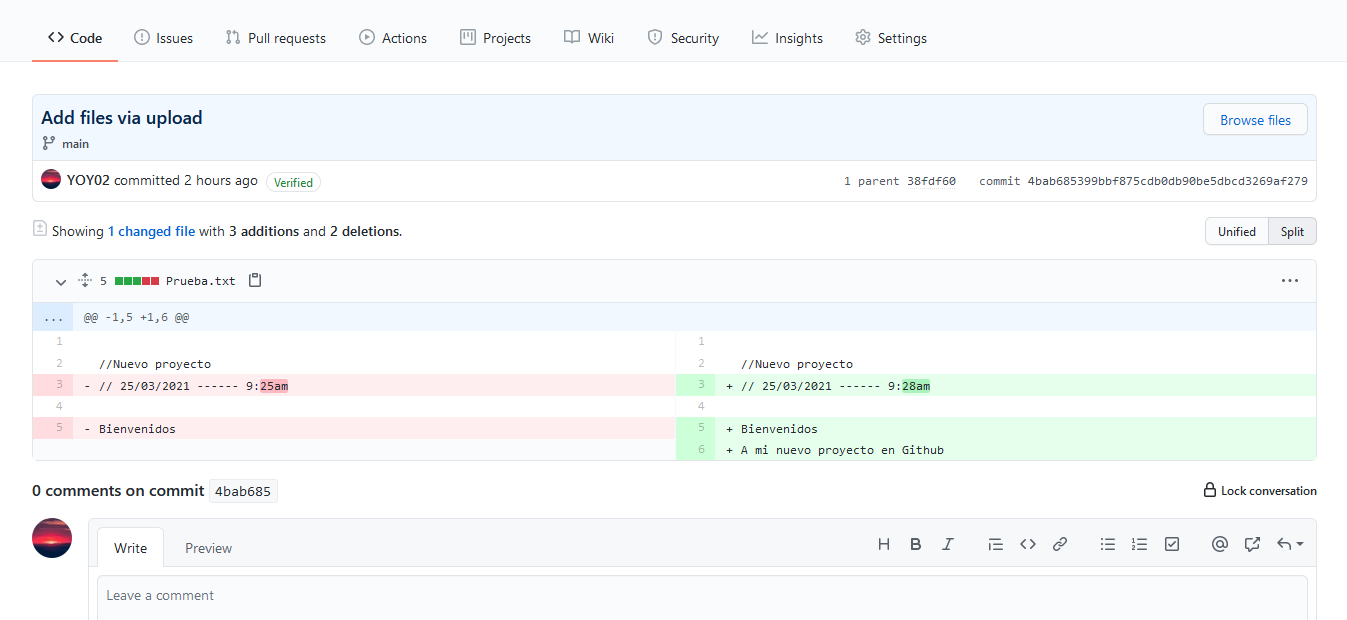 Code Issues Pull requests Actions Projects Wiki Security Insights Settings
Add files via upload
Browse files
main
YOY02 committed 2 hours ago Verified 1 parent 38fdf60 commit 4bab685399bbf875cdb0db90be5dbcd3269af279
Showing 1 changed file with 3 additions and 2 deletions. Unified Split
5 Prueba.txt ...
... @@ -1,5 +1,6 @@
1 1
2 //Nuevo proyecto 2 //Nuevo proyecto
3 - // 25/03/2021 ------ 9:25am 3 + // 25/03/2021 ------ 9:28am
4 4
5 - Bienvenidos 5 + Bienvenidos
6 + A mi nuevo proyecto en Github
0 comments on commit 4bab685 Lock conversation
Write Preview H B I @
Leave a comment